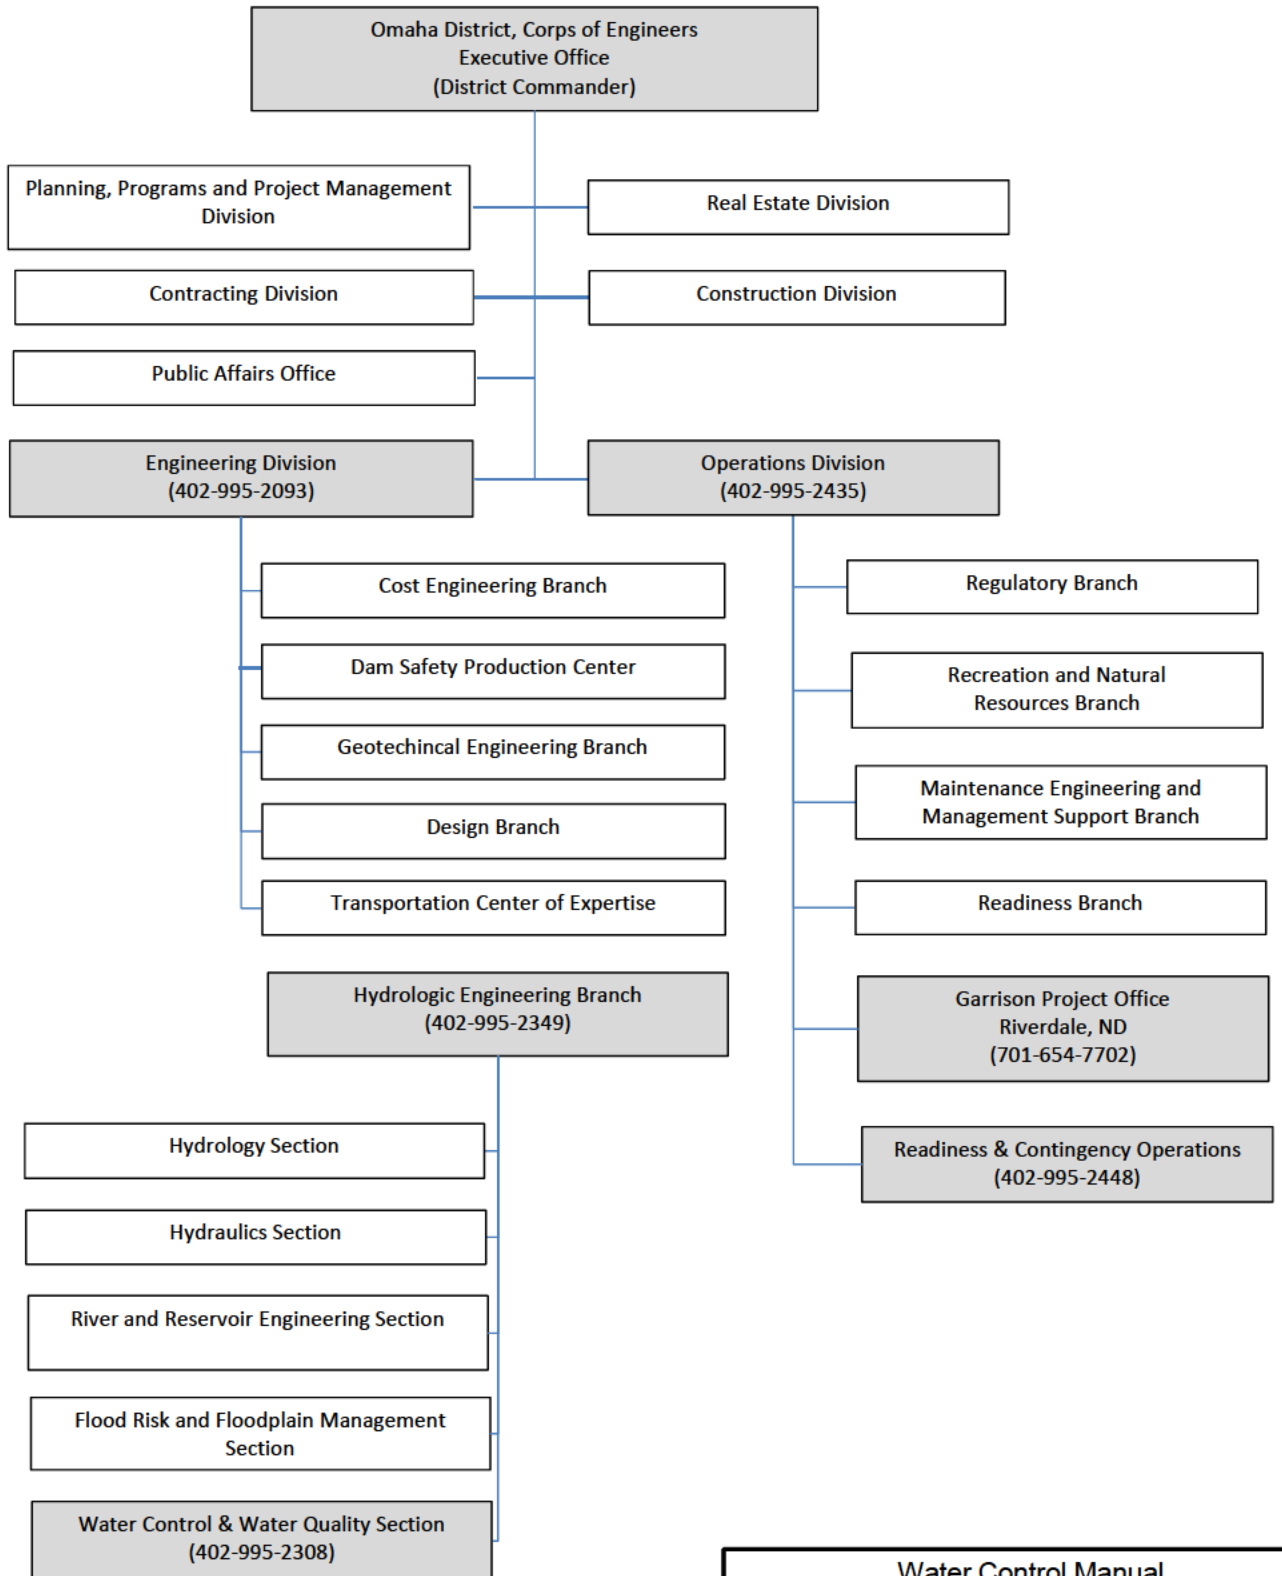 Omaha District, Corps of Engineers
Executive Office
(District Commander)
Planning, Programs and Project Management
Division
Real Estate Division
Contracting Division
Construction Division
Public Affairs Office
Engineering Division
(402-995-2093)
Operations Division
(402-995-2435)
Cost Engineering Branch
Dam Safety Production Center
Geotechincal Engineering Branch
Design Branch
Transportation Center of Expertise
Regulatory Branch
Recreation and Natural
Resources Branch
Maintenance Engineering and
Management Support Branch
Readiness Branch
Garrison Project Office
Riverdale, ND
(701-654-7702)
Readiness & Contingency Operations
(402-995-2448)
Hydrologic Engineering Branch
(402-995-2349)
Hydrology Section
Hydraulics Section
River and Reservoir Engineering Section
Flood Risk and Floodplain Management
Section
Water Control & Water Quality Section
(402-995-2308)
Water Control Manual